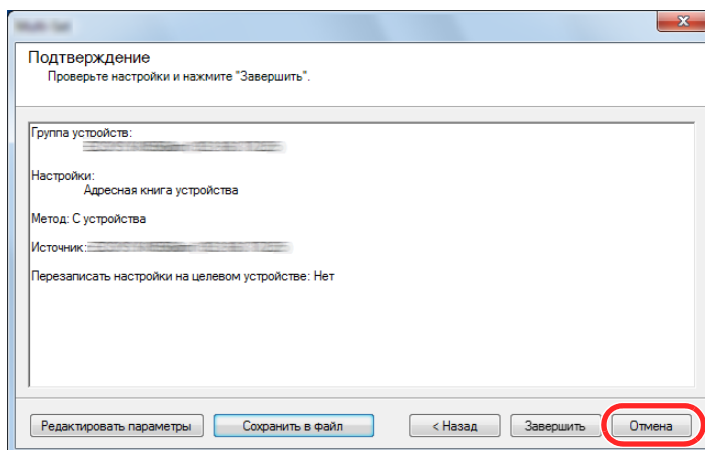 Подтверждение
Проверьте настройки и нажмите "Завершить".
Группа устройств:
Настройки:
Адресная книга устройства
Метод: С устройства
Источник:
Перезаписать настройки на целевом устройстве: Нет
Редактировать параметры Сохранить в файл < Назад Завершить Отмена